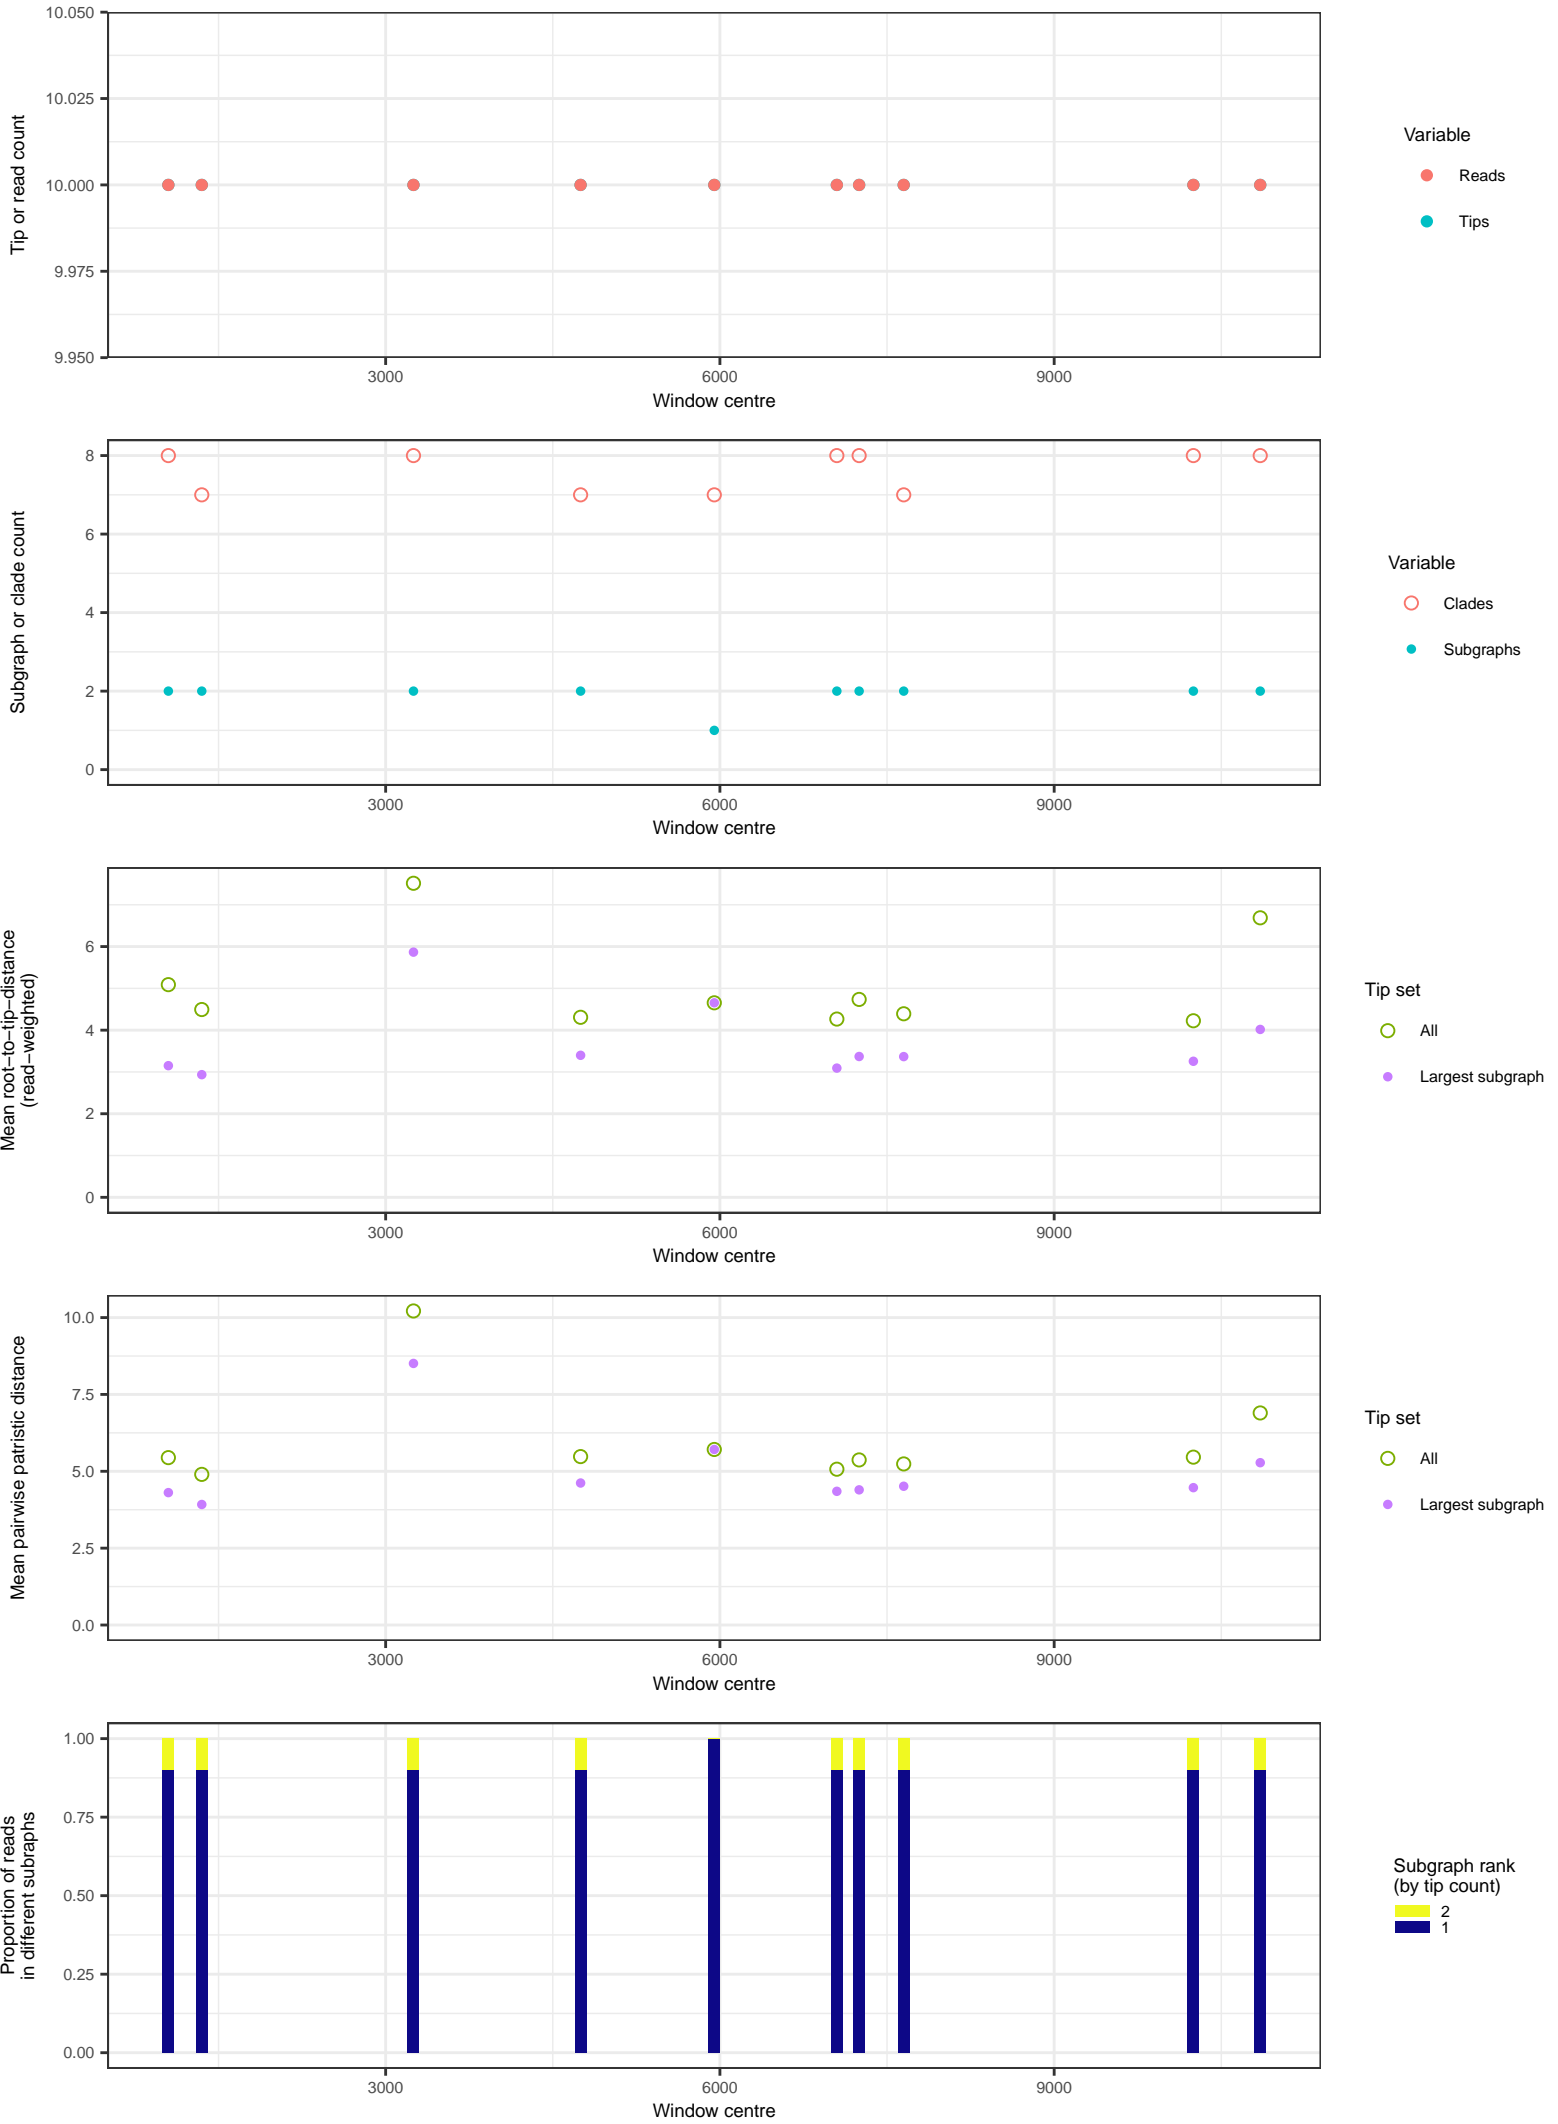 10.050
10.025
10.000
9.975
9.950
Tip or read count
3000
6000
9000
Window centre
Variable
Reads
Tips
8
6
4
2
0
Subgraph or clade count
3000
6000
9000
Window centre
Variable
Clades
Subgraphs
6
4
2
0
Mean root−to−tip−distance
(read−weighted)
3000
6000
9000
Window centre
Tip set
All
Largest subgraph
10.0
7.5
5.0
2.5
0.0
Mean pairwise patristic distance
3000
6000
9000
Window centre
Tip set
All
Largest subgraph
1.00
0.75
0.50
0.25
0.00
Proportion of reads
in different subraphs
3000
6000
9000
Window centre
Subgraph rank
(by tip count)
2
1